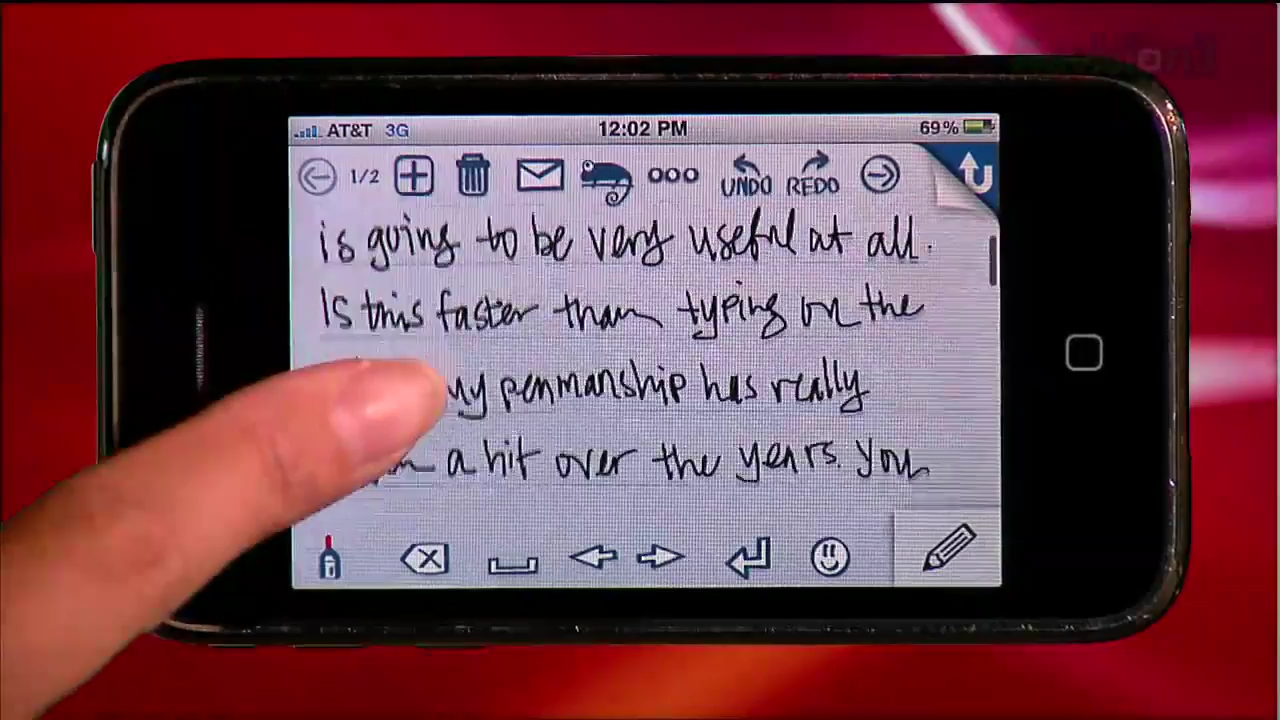 AT&T 3G 12:02 PM 69%
1/2 UNDO REDO
is going to be very useful at all.
Is this faster than typing on the
my penmanship has really
a hit over the years. You